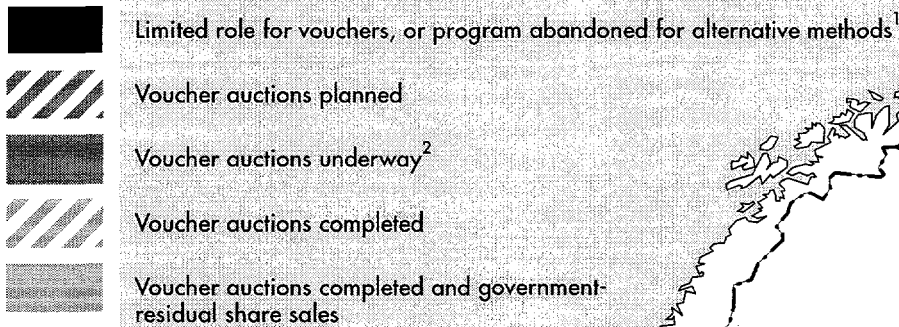 Limited role for vouchers, or program abandoned for alternative methods1
Voucher auctions planned
Voucher auctions underway2
Voucher auctions completed
Voucher auctions completed and government-
residual share sales